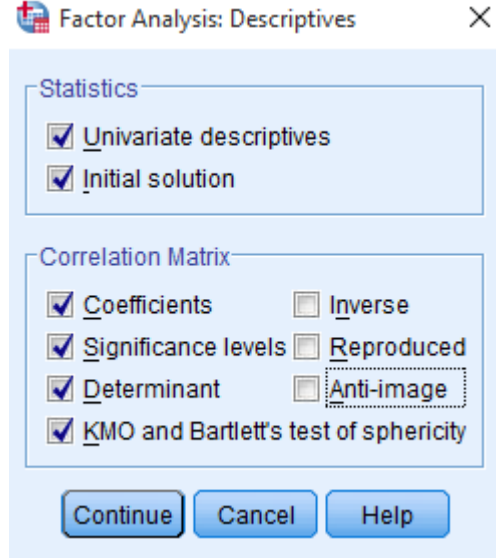 Factor Analysis: Descriptives
Statistics
Univariate descriptives
Initial solution
Correlation Matrix
Coefficients Inverse
Significance levels Reproduced
Determinant Anti-image
KMO and Bartlett's test of sphericity
Continue Cancel Help